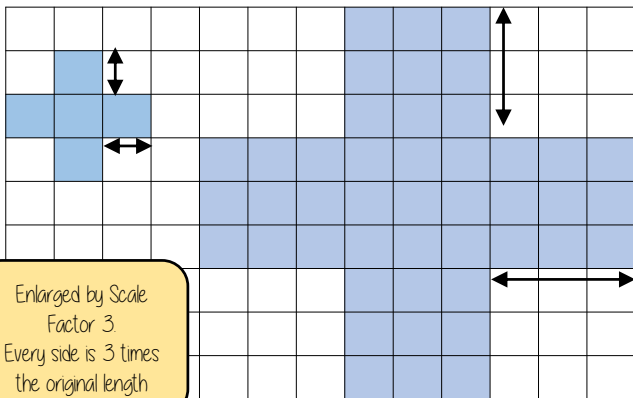 Enlarged by Scale
Factor 3.
Every side is 3 times
the original length